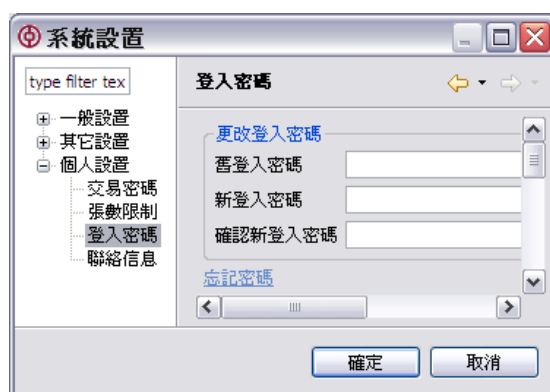 系統設置
type filter tex
登入密碼
一般設置
其它設置
個人設置
交易密碼
張數限制
登入密碼
聯絡信息
更改登入密碼
舊登入密碼
新登入密碼
確認新登入密碼
忘記密碼
確定
取消